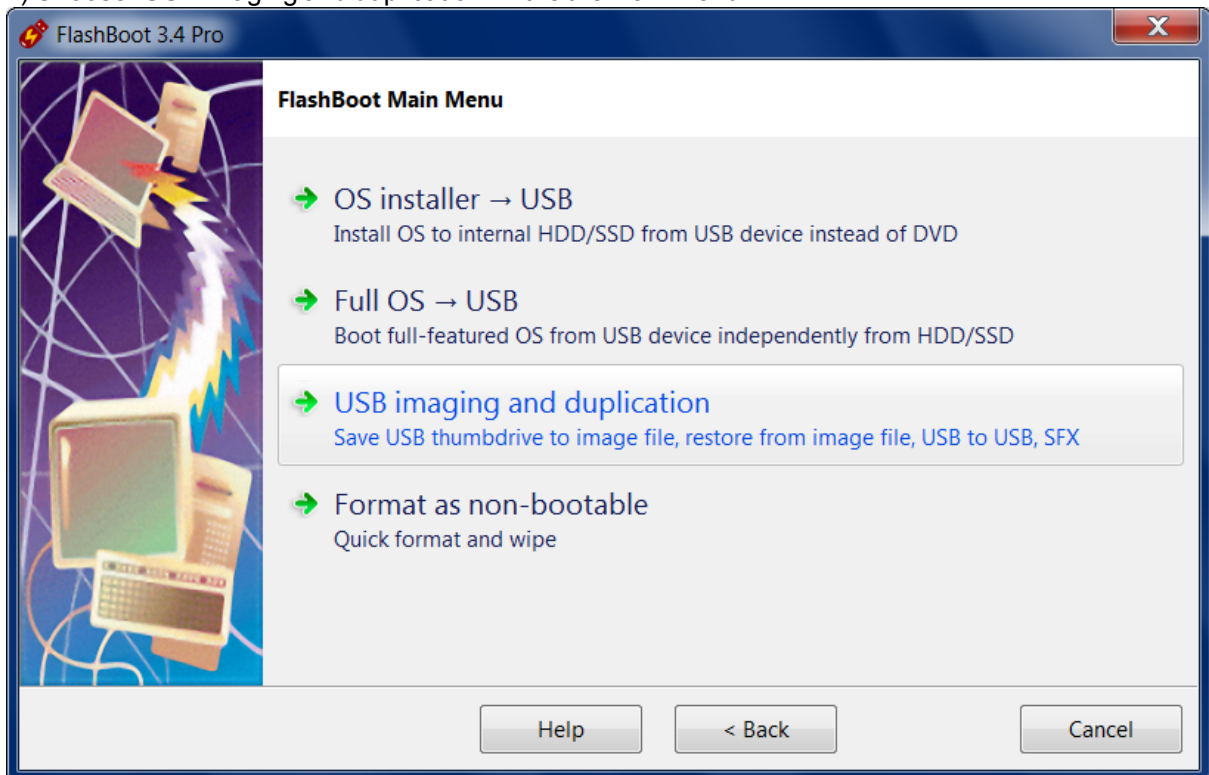 FlashBoot 3.4 Pro
FlashBoot Main Menu
OS installer → USB
Install OS to internal HDD/SSD from USB device instead of DVD
Full OS → USB
Boot full-featured OS from USB device independently from HDD/SSD
USB imaging and duplication
Save USB thumbdrive to image file, restore from image file, USB to USB, SFX
Format as non-bootable
Quick format and wipe
Help
< Back
Cancel